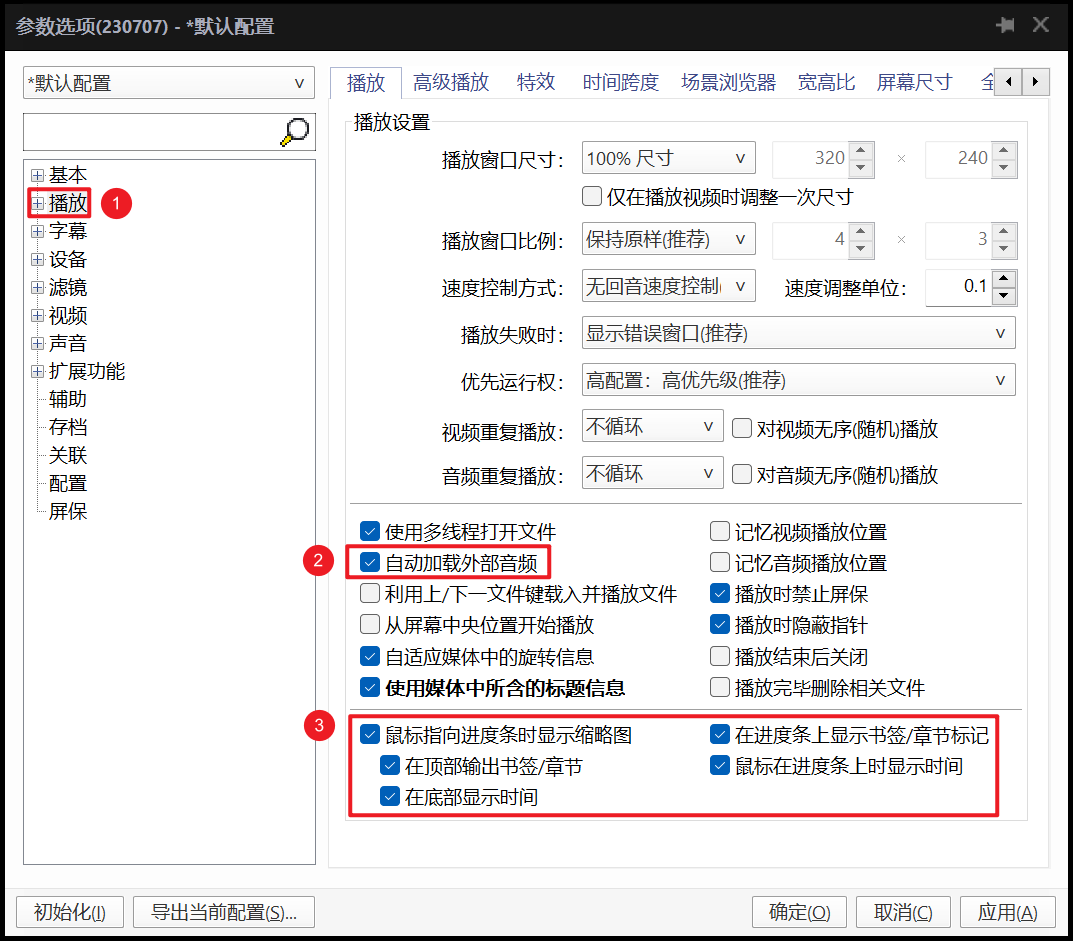 参数选项(230707) - *默认配置
*默认配置
基本
播放
1
字幕
设备
滤镜
视频
声音
扩展功能
辅助
存档
关联
配置
屏保
播放 高级播放 特效 时间跨度 场景浏览器 宽高比 屏幕尺寸
播放设置
播放窗口尺寸: 100% 尺寸 320 × 240
仅在播放视频时调整一次尺寸
播放窗口比例: 保持原样(推荐) 4 × 3
速度控制方式: 无回音速度控制( 速度调整单位: 0.1
播放失败时: 显示错误窗口(推荐)
优先运行权: 高配置: 高优先级(推荐)
视频重复播放: 不循环 对视频无序(随机)播放
音频重复播放: 不循环 对音频无序(随机)播放
使用多线程打开文件 记忆视频播放位置
2 自动加载外部音频 记忆音频播放位置
利用上/下一文件键载入并播放文件 播放时禁止屏保
从屏幕中央位置开始播放 播放时隐蔽指针
自适应媒体中的旋转信息 播放结束后关闭
使用媒体中所含的标题信息 播放完毕删除相关文件
3 鼠标指向进度条时显示缩略图 在进度条上显示书签/章节标记
在顶部输出书签/章节 鼠标在进度条上时显示时间
在底部显示时间
初始化(I) 导出当前配置(S)... 确定(O) 取消(C) 应用(A)